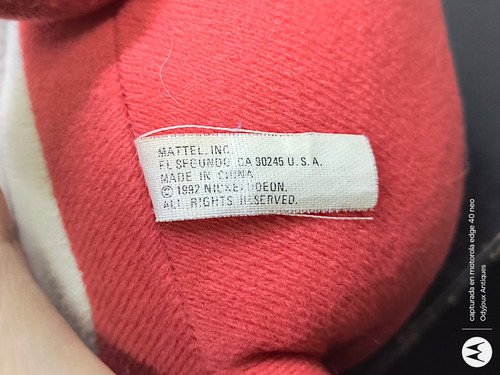 MATTEL, INC.
EL SEGUNDO CA 90245 U.S.A.
MADE IN CHINA
© 1992 NICKELODEON.
ALL RIGHTS RESERVED.
capturada en motorola edge 40 neo
Odyjoux Antiques